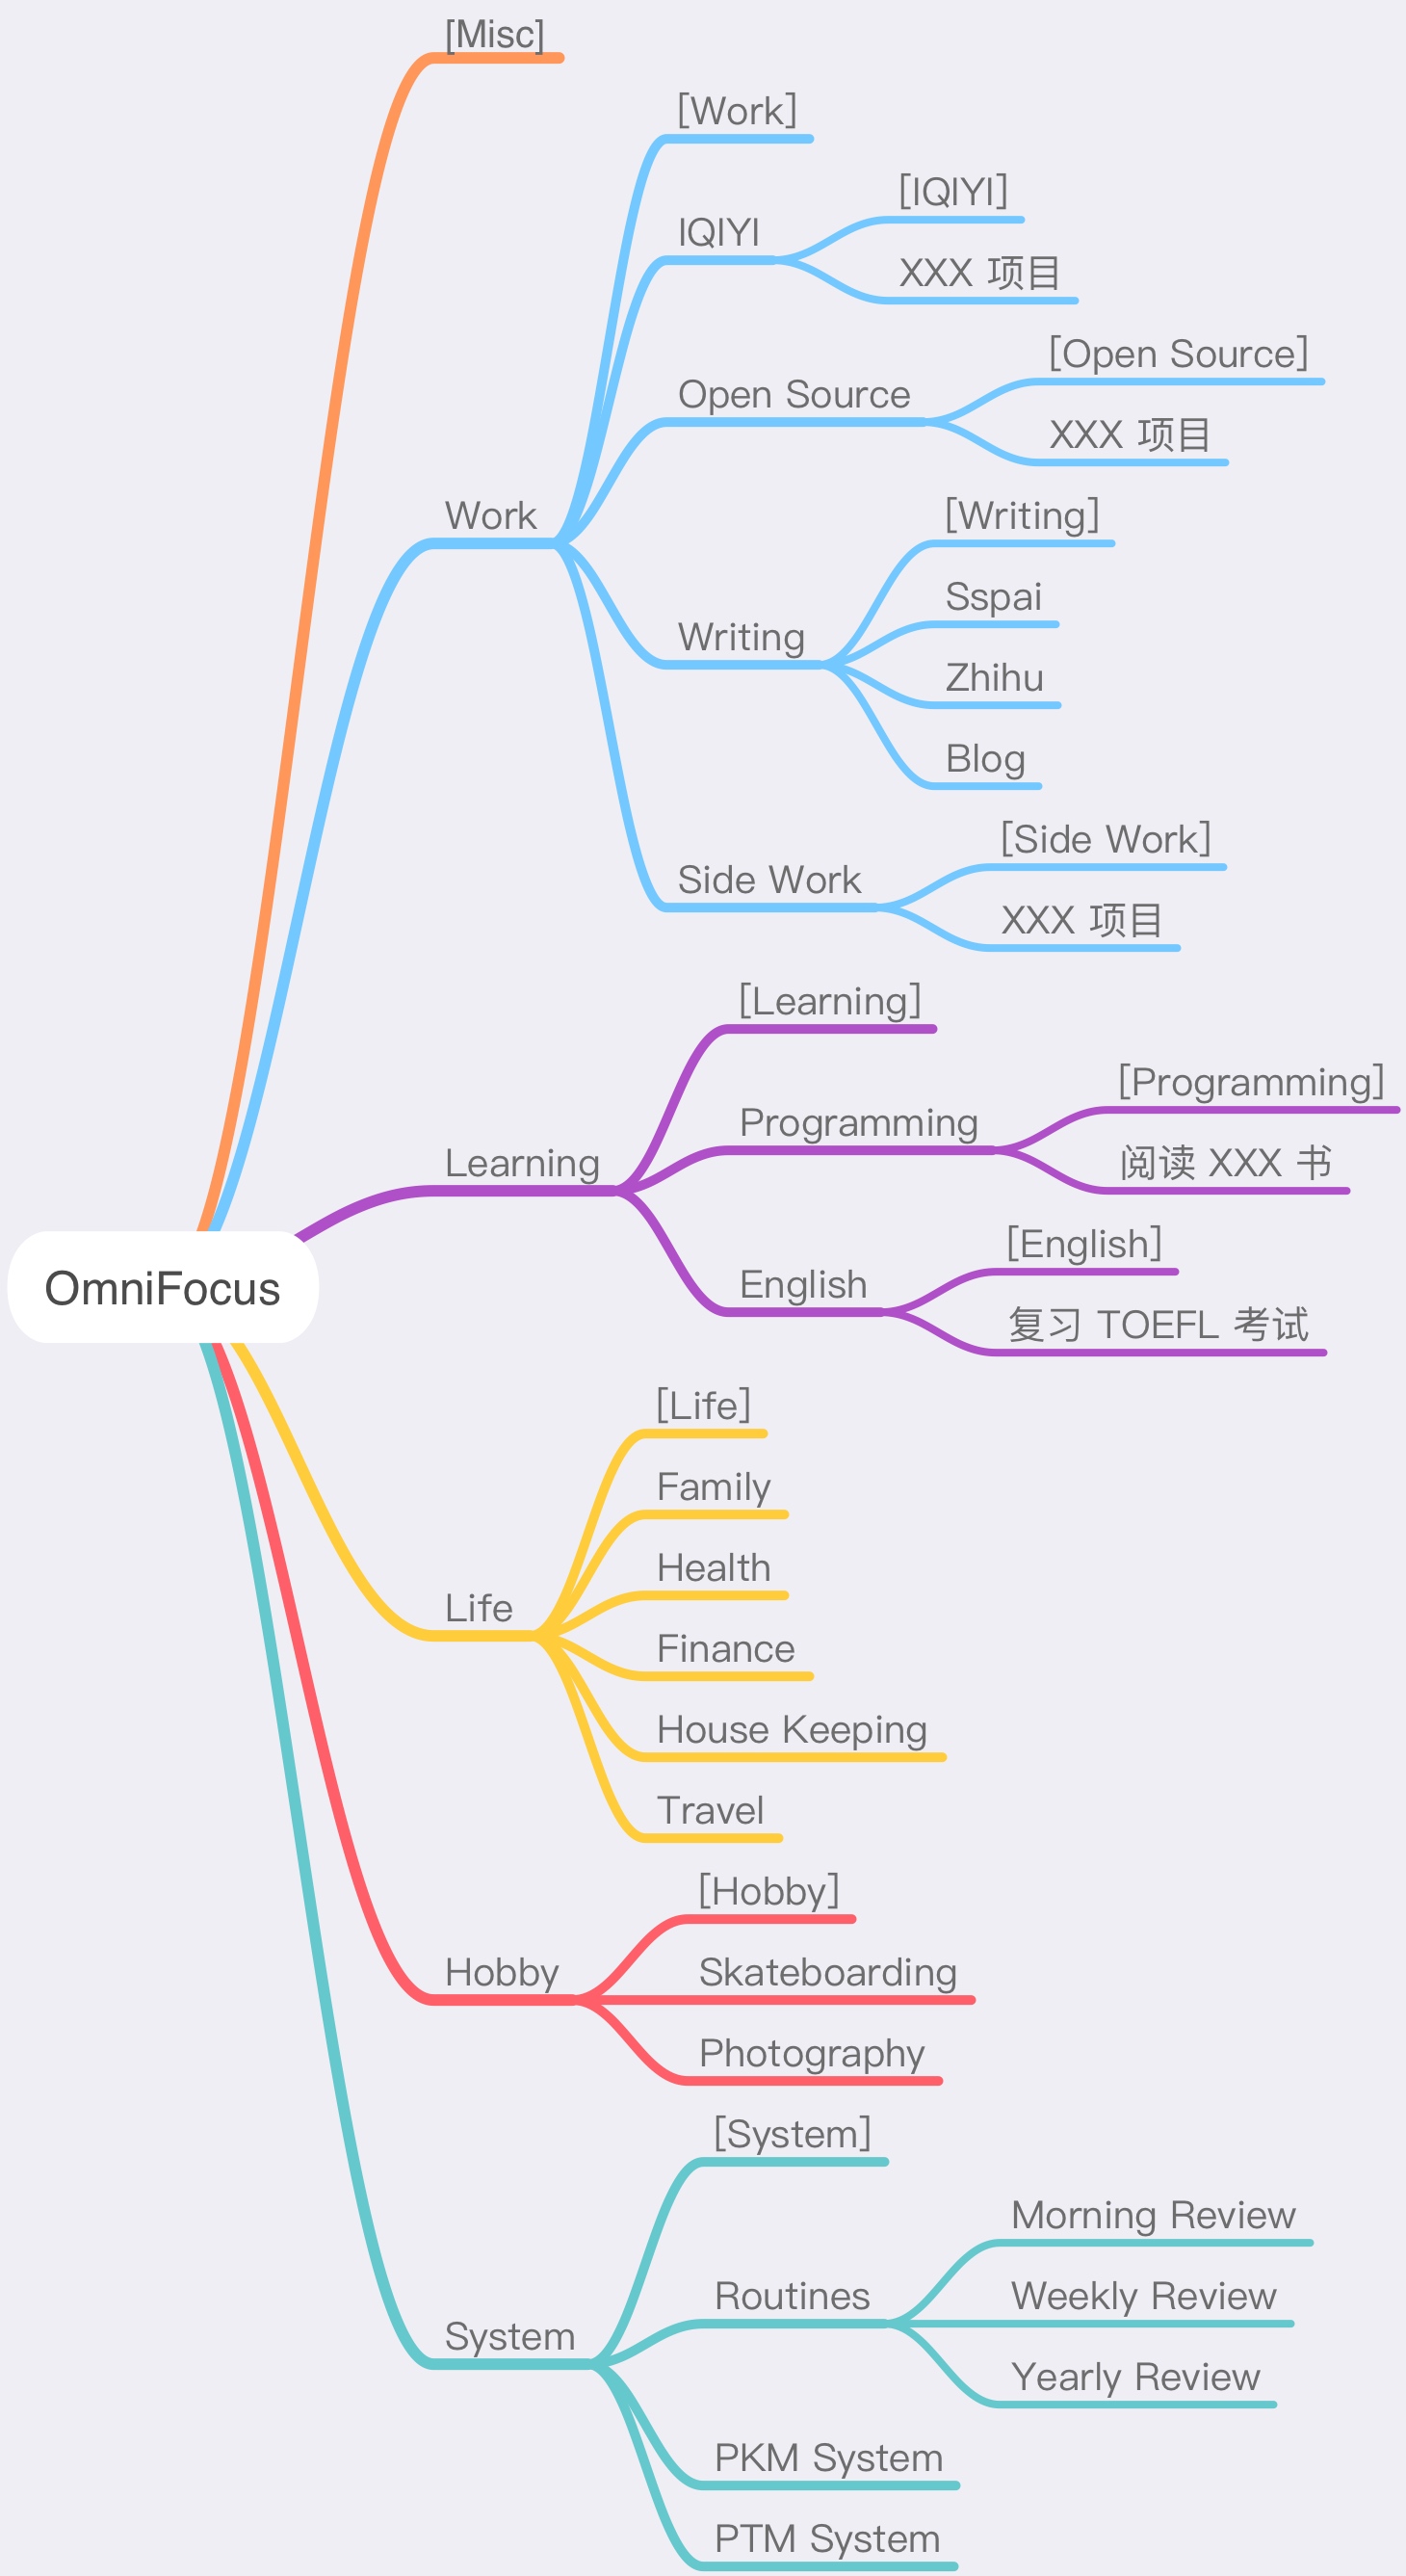 [Misc]
[Work]
[IQIYI]
IQIYI
XXX 项目
[Open Source]
Open Source
XXX 项目
[Writing]
Work
Sspai
Writing
Zhihu
Blog
[Side Work]
Side Work
XXX 项目
[Learning]
[Programming]
Programming
阅读 XXX 书
Learning
[English]
OmniFocus
English
复习 TOEFL 考试
[Life]
Family
Health
Life
Finance
House Keeping
Travel
[Hobby]
Hobby
Skateboarding
Photography
[System]
Morning Review
Routines
Weekly Review
System
Yearly Review
PKM System
PTM System